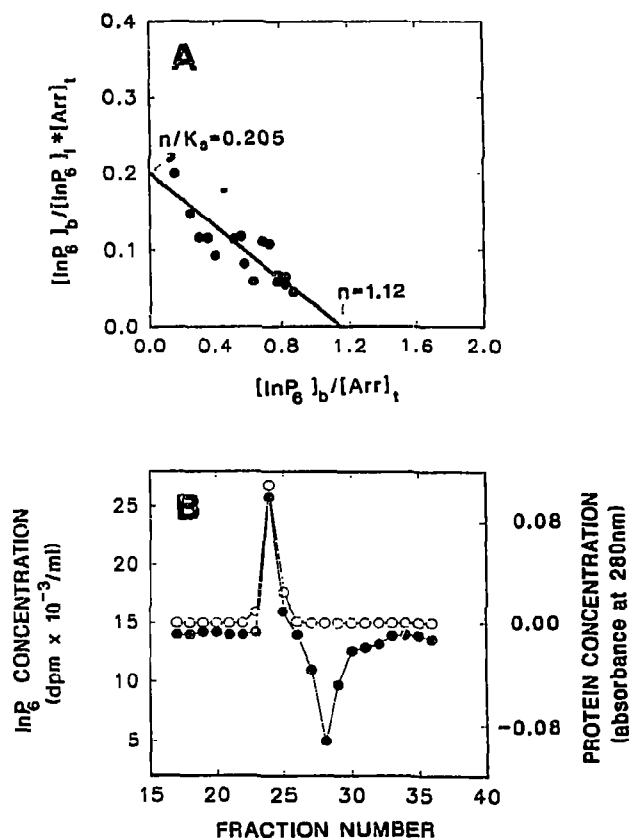 A
0.4
0.3
0.2
0.1
0.0
n/Ka=0.205
n=1.12
[InP6]b/[InP6]f*[Arr]t
0.0 0.4 0.8 1.2 1.6 2.0
[InP6]b/[Arr]t
B
25
20
15
10
5
0.08
0.00
-0.08
InP6 CONCENTRATION
(dpm x 10-3/ml)
PROTEIN CONCENTRATION
(absorbance at 280nm)
15 20 25 30 35 40
FRACTION NUMBER